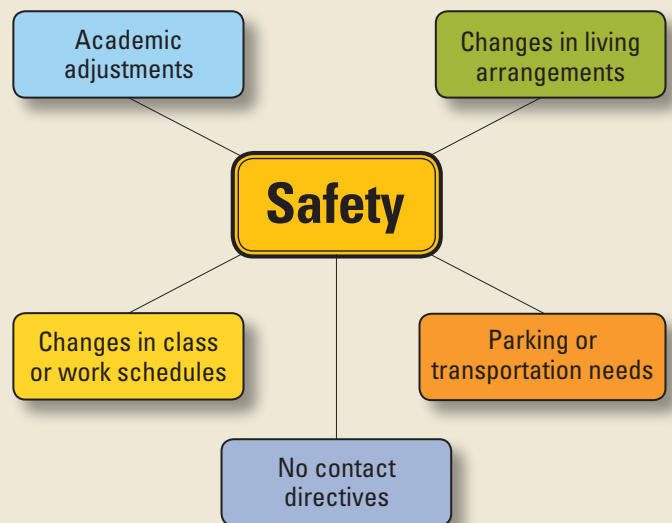 Academic
adjustments
Changes in living
arrangements
Safety
Changes in class
or work schedules
Parking or
transportation needs
No contact
directives